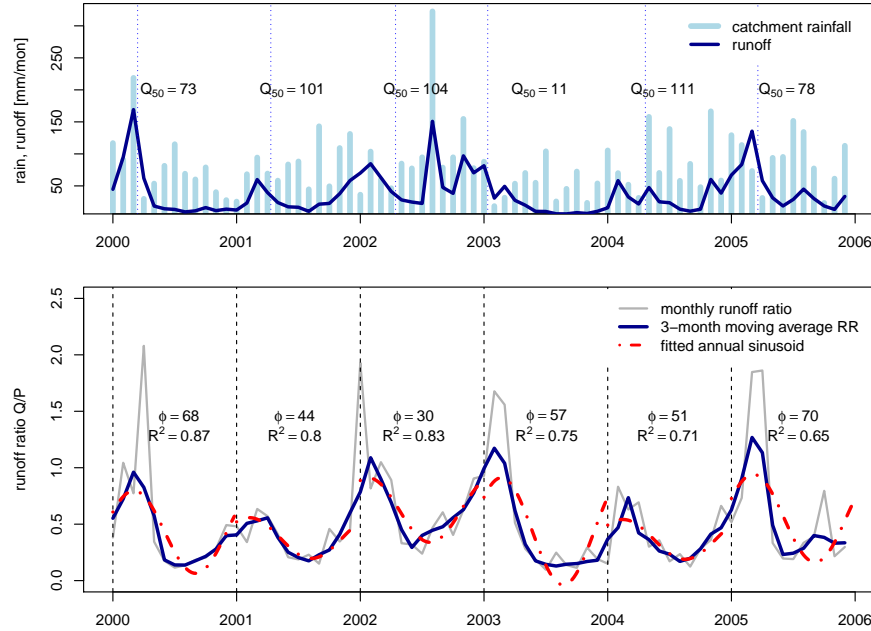 catchment rainfall
runoff
rain, runoff [mm/mon]
250
150
50
Q50 = 73
Q50 = 101
Q50 = 104
Q50 = 11
Q50 = 111
Q50 = 78
2000 2001 2002 2003 2004 2005 2006
monthly runoff ratio
3−month moving average RR
fitted annual sinusoid
runoff ratio Q/P
2.5
2.0
1.5
1.0
0.5
0.0
ϕ = 68
R² = 0.87
ϕ = 44
R² = 0.8
ϕ = 30
R² = 0.83
ϕ = 57
R² = 0.75
ϕ = 51
R² = 0.71
ϕ = 70
R² = 0.65
2000 2001 2002 2003 2004 2005 2006